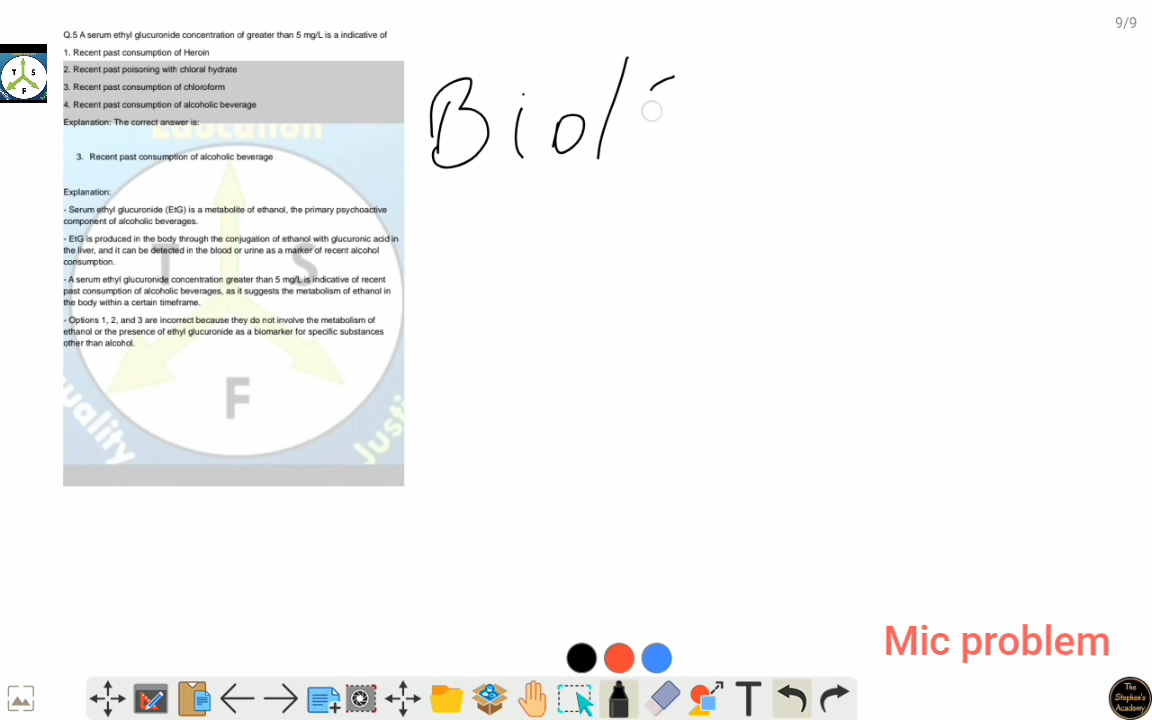 9/9
Q.5 A serum ethyl glucuronide concentration of greater than 5 mg/L is a indicative of
1. Recent past consumption of Heroin
2. Recent past poisoning with chloral hydrate
3. Recent past consumption of chloroform
4. Recent past consumption of alcoholic beverage
Explanation: The correct answer is:
3. Recent past consumption of alcoholic beverage
Explanation:
- Serum ethyl glucuronide (EtG) is a metabolite of ethanol, the primary psychoactive
component of alcoholic beverages.
- EtG is produced in the body through the conjugation of ethanol with glucuronic acid in
the liver, and it can be detected in the blood or urine as a marker of recent alcohol
consumption.
- A serum ethyl glucuronide concentration greater than 5 mg/L is indicative of recent
past consumption of alcoholic beverages, as it suggests the metabolism of ethanol in
the body within a certain timeframe.
- Options 1, 2, and 3 are incorrect because they do not involve the metabolism of
ethanol or the presence of ethyl glucuronide as a biomarker for specific substances
other than alcohol.
Education
T S
F
uality
Justi
T S
F
Biol
Mic problem
T
The
Stephen's
Academy